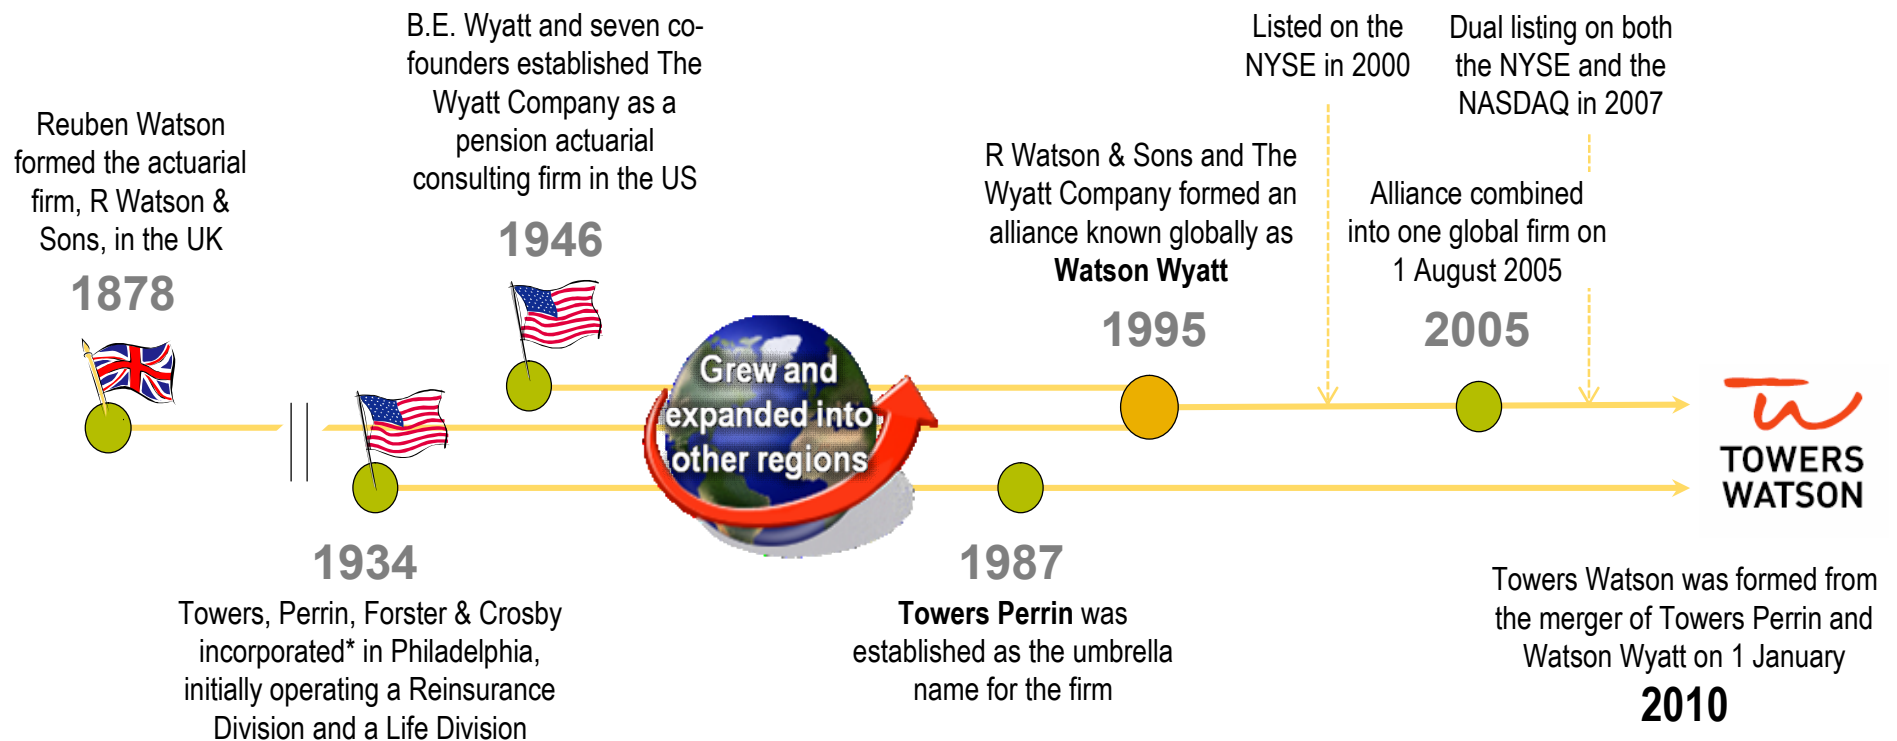 Reuben Watson
formed the actuarial
firm, R Watson &
Sons, in the UK
1878
B.E. Wyatt and seven co-
founders established The
Wyatt Company as a
pension actuarial
consulting firm in the US
1946
R Watson & Sons and The
Wyatt Company formed an
alliance known globally as
Watson Wyatt
1995
Listed on the
NYSE in 2000
Dual listing on both
the NYSE and the
NASDAQ in 2007
Alliance combined
into one global firm on
1 August 2005
2005
Grew and
expanded into
other regions
TW
TOWERS
WATSON
1934
Towers, Perrin, Forster & Crosby
incorporated* in Philadelphia,
initially operating a Reinsurance
Division and a Life Division
1987
Towers Perrin was
established as the umbrella
name for the firm
Towers Watson was formed from
the merger of Towers Perrin and
Watson Wyatt on 1 January
2010